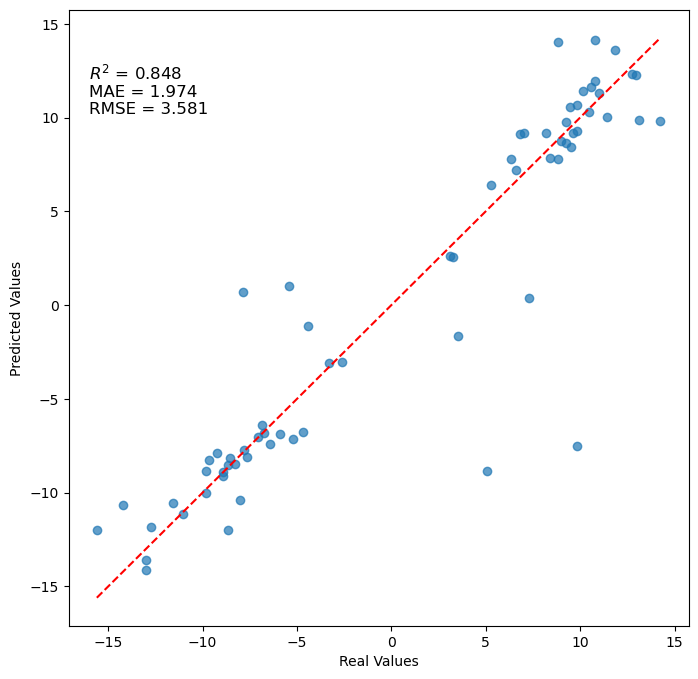 15
10
5
0
−5
−10
−15
R² = 0.848
MAE = 1.974
RMSE = 3.581
Predicted Values
−15 −10 −5 0 5 10 15
Real Values